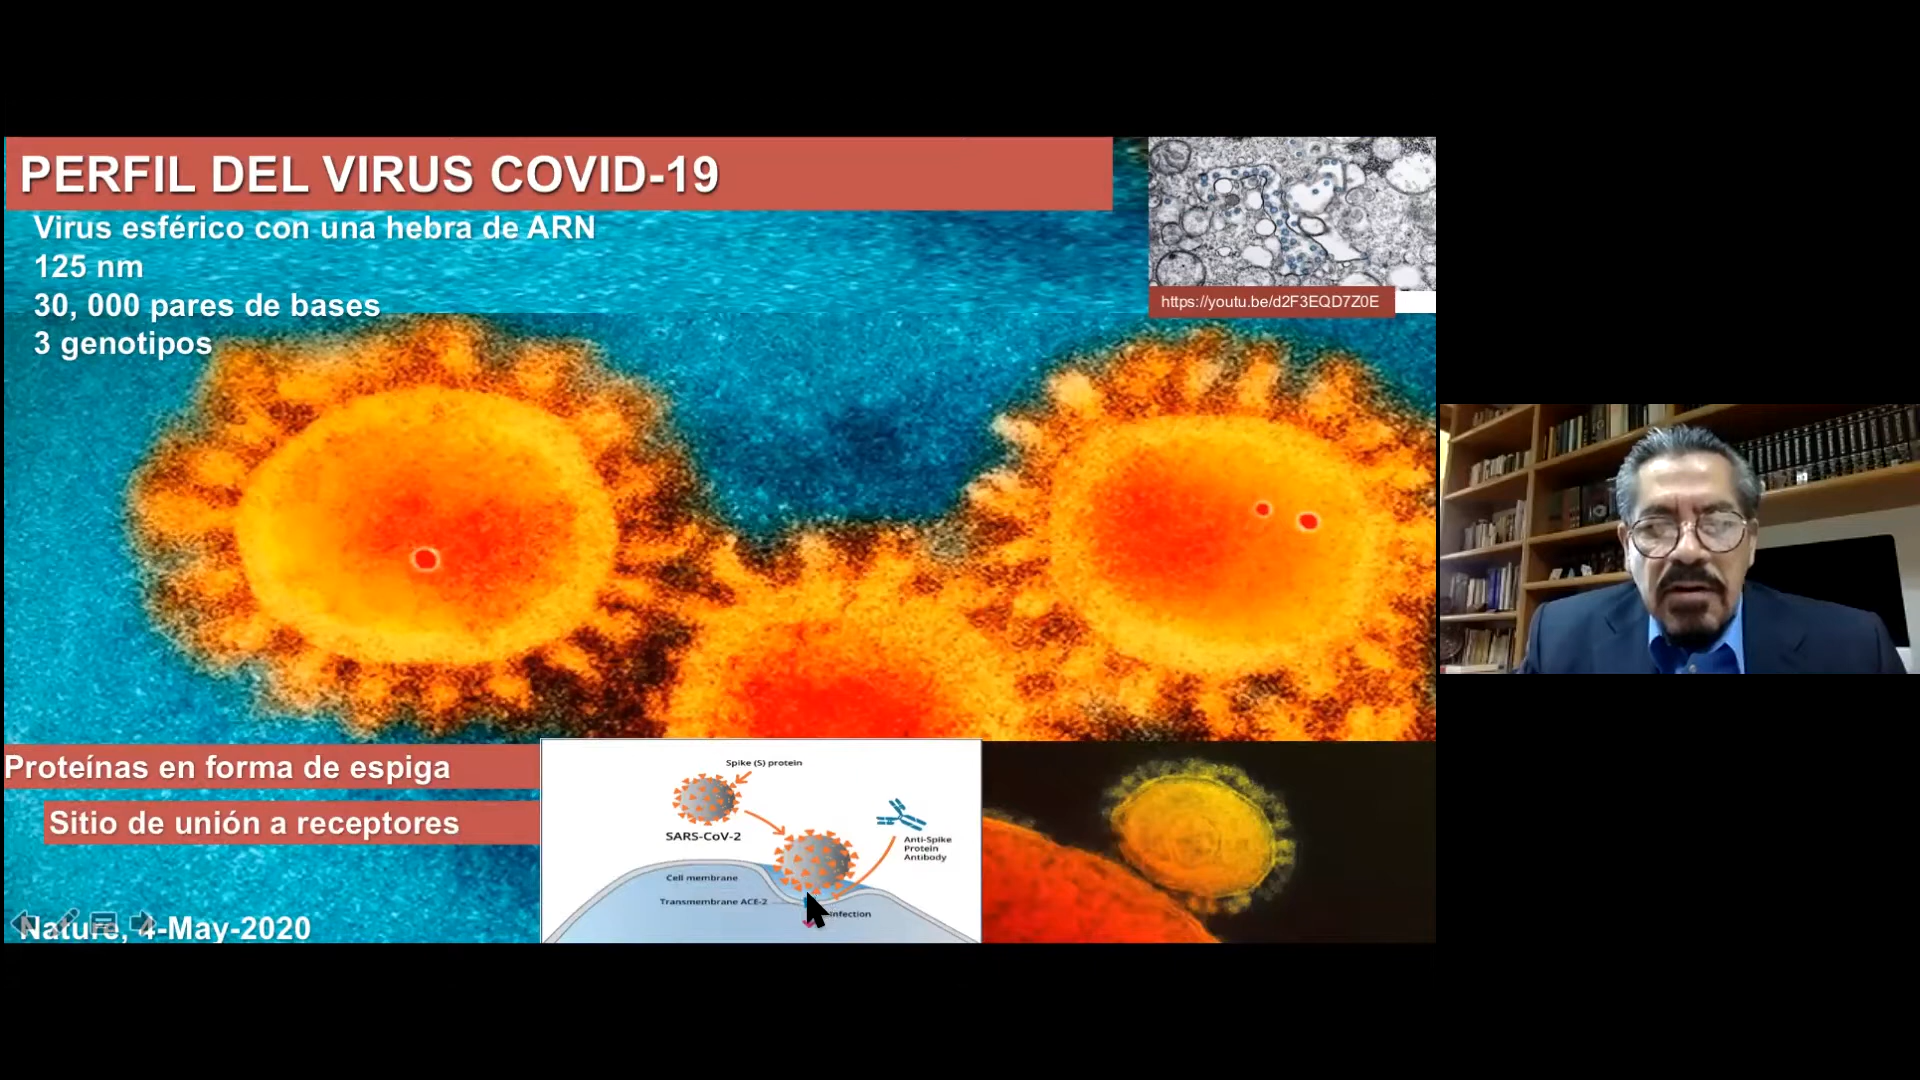 PERFIL DEL VIRUS COVID-19
Virus esférico con una hebra de ARN
125 nm
30, 000 pares de bases
3 genotipos
https://youtu.be/d2F3EQD7Z0E
Proteínas en forma de espiga
Sitio de unión a receptores
Spike (S) protein
SARS-CoV-2
Anti-Spike
Protein
Antibody
Cell membrane
Transmembrane ACE-2
infection
Nature, 4-May-2020